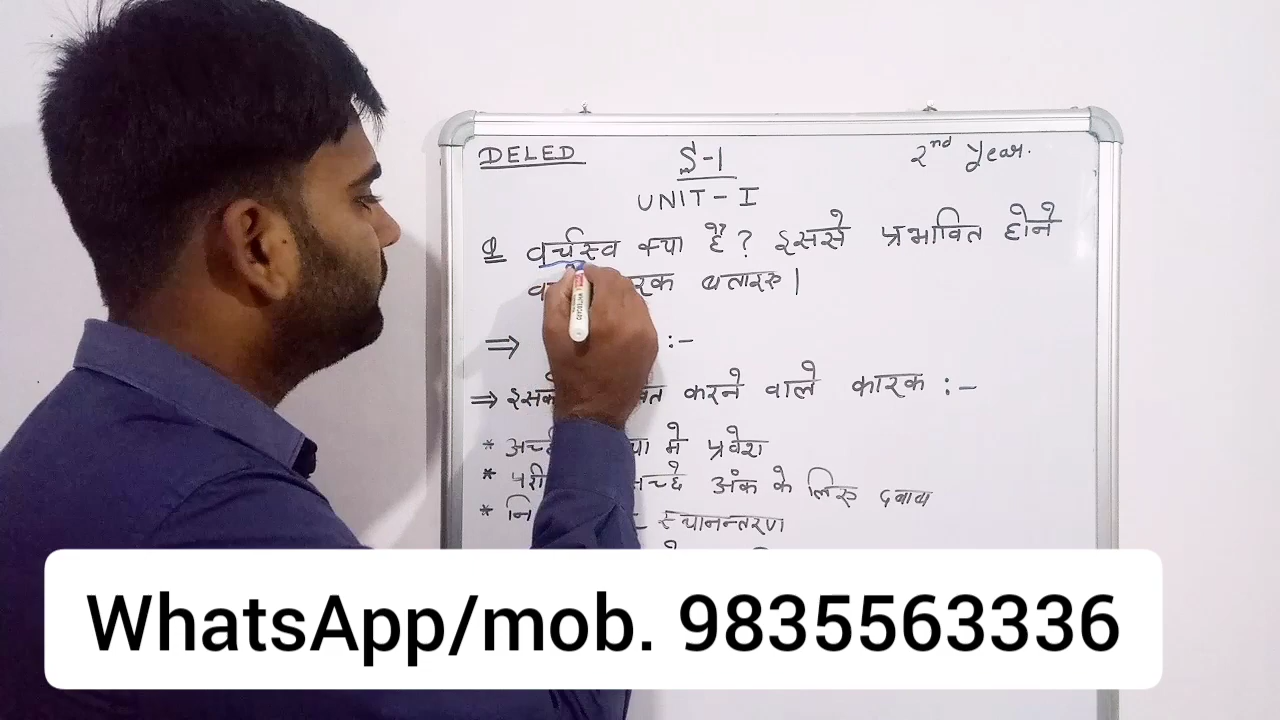 DELED S-1 2nd Year.
UNIT-I
Q वर्चस्व क्या है? इससे प्रभावित होने
बताइए।
⇒ :-
⇒ करने वाले कारक :-
* मे प्रवेश
* अंक के लिए दबाब
* स्थानन्तरण
WhatsApp/mob. 9835563336